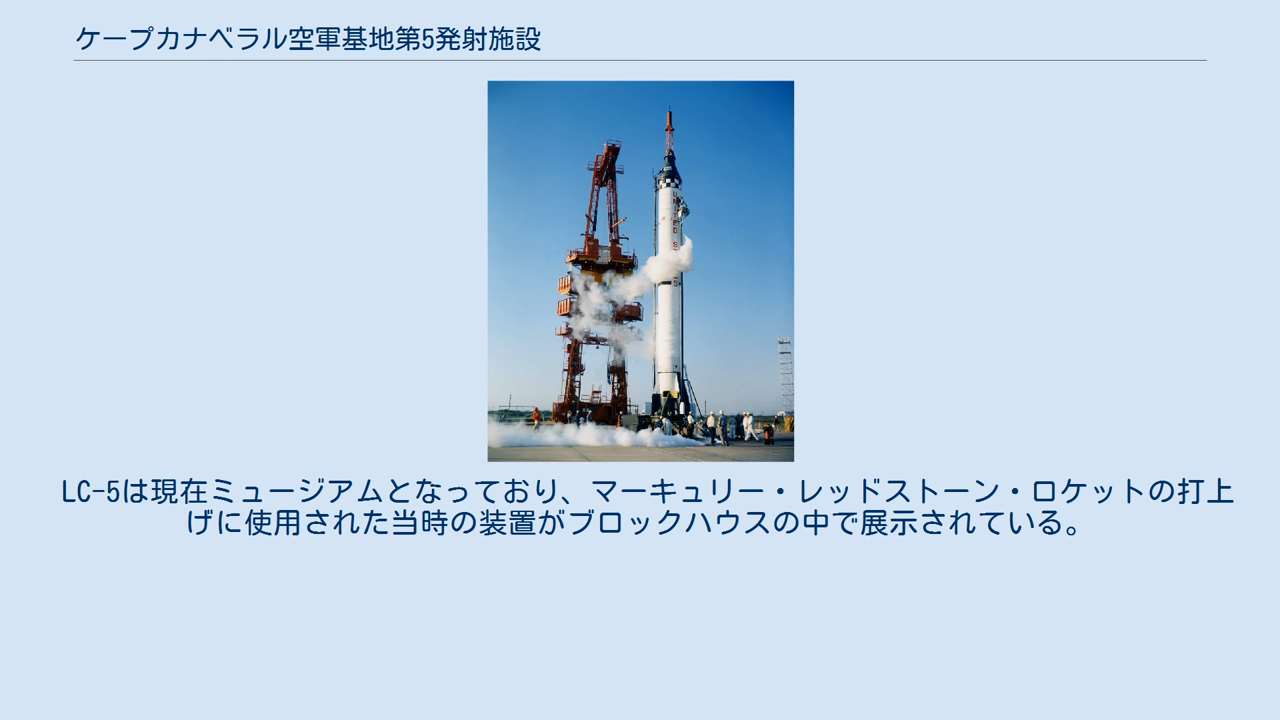 ケープカナベラル空軍基地第5発射施設
LC-5は現在ミュージアムとなっており、マーキュリー・レッドストーン・ロケットの打上
げに使用された当時の装置がブロックハウスの中で展示されている。